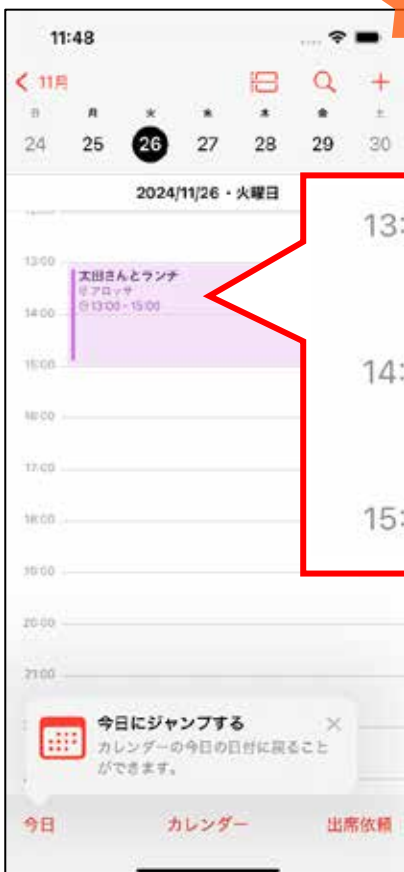 11:48
11月
日 月 火 水 木 金 土
24 25 26 27 28 29 30
2024/11/26・火曜日
13:00
太田さんとランチ
アロッサ
13:00 - 15:00
14:00
15:00
16:00
17:00
18:00
19:00
20:00
21:00
13:
14:
15:
今日にジャンプする
カレンダーの今日の日付に戻ること
ができます。
今日 カレンダー 出席依頼